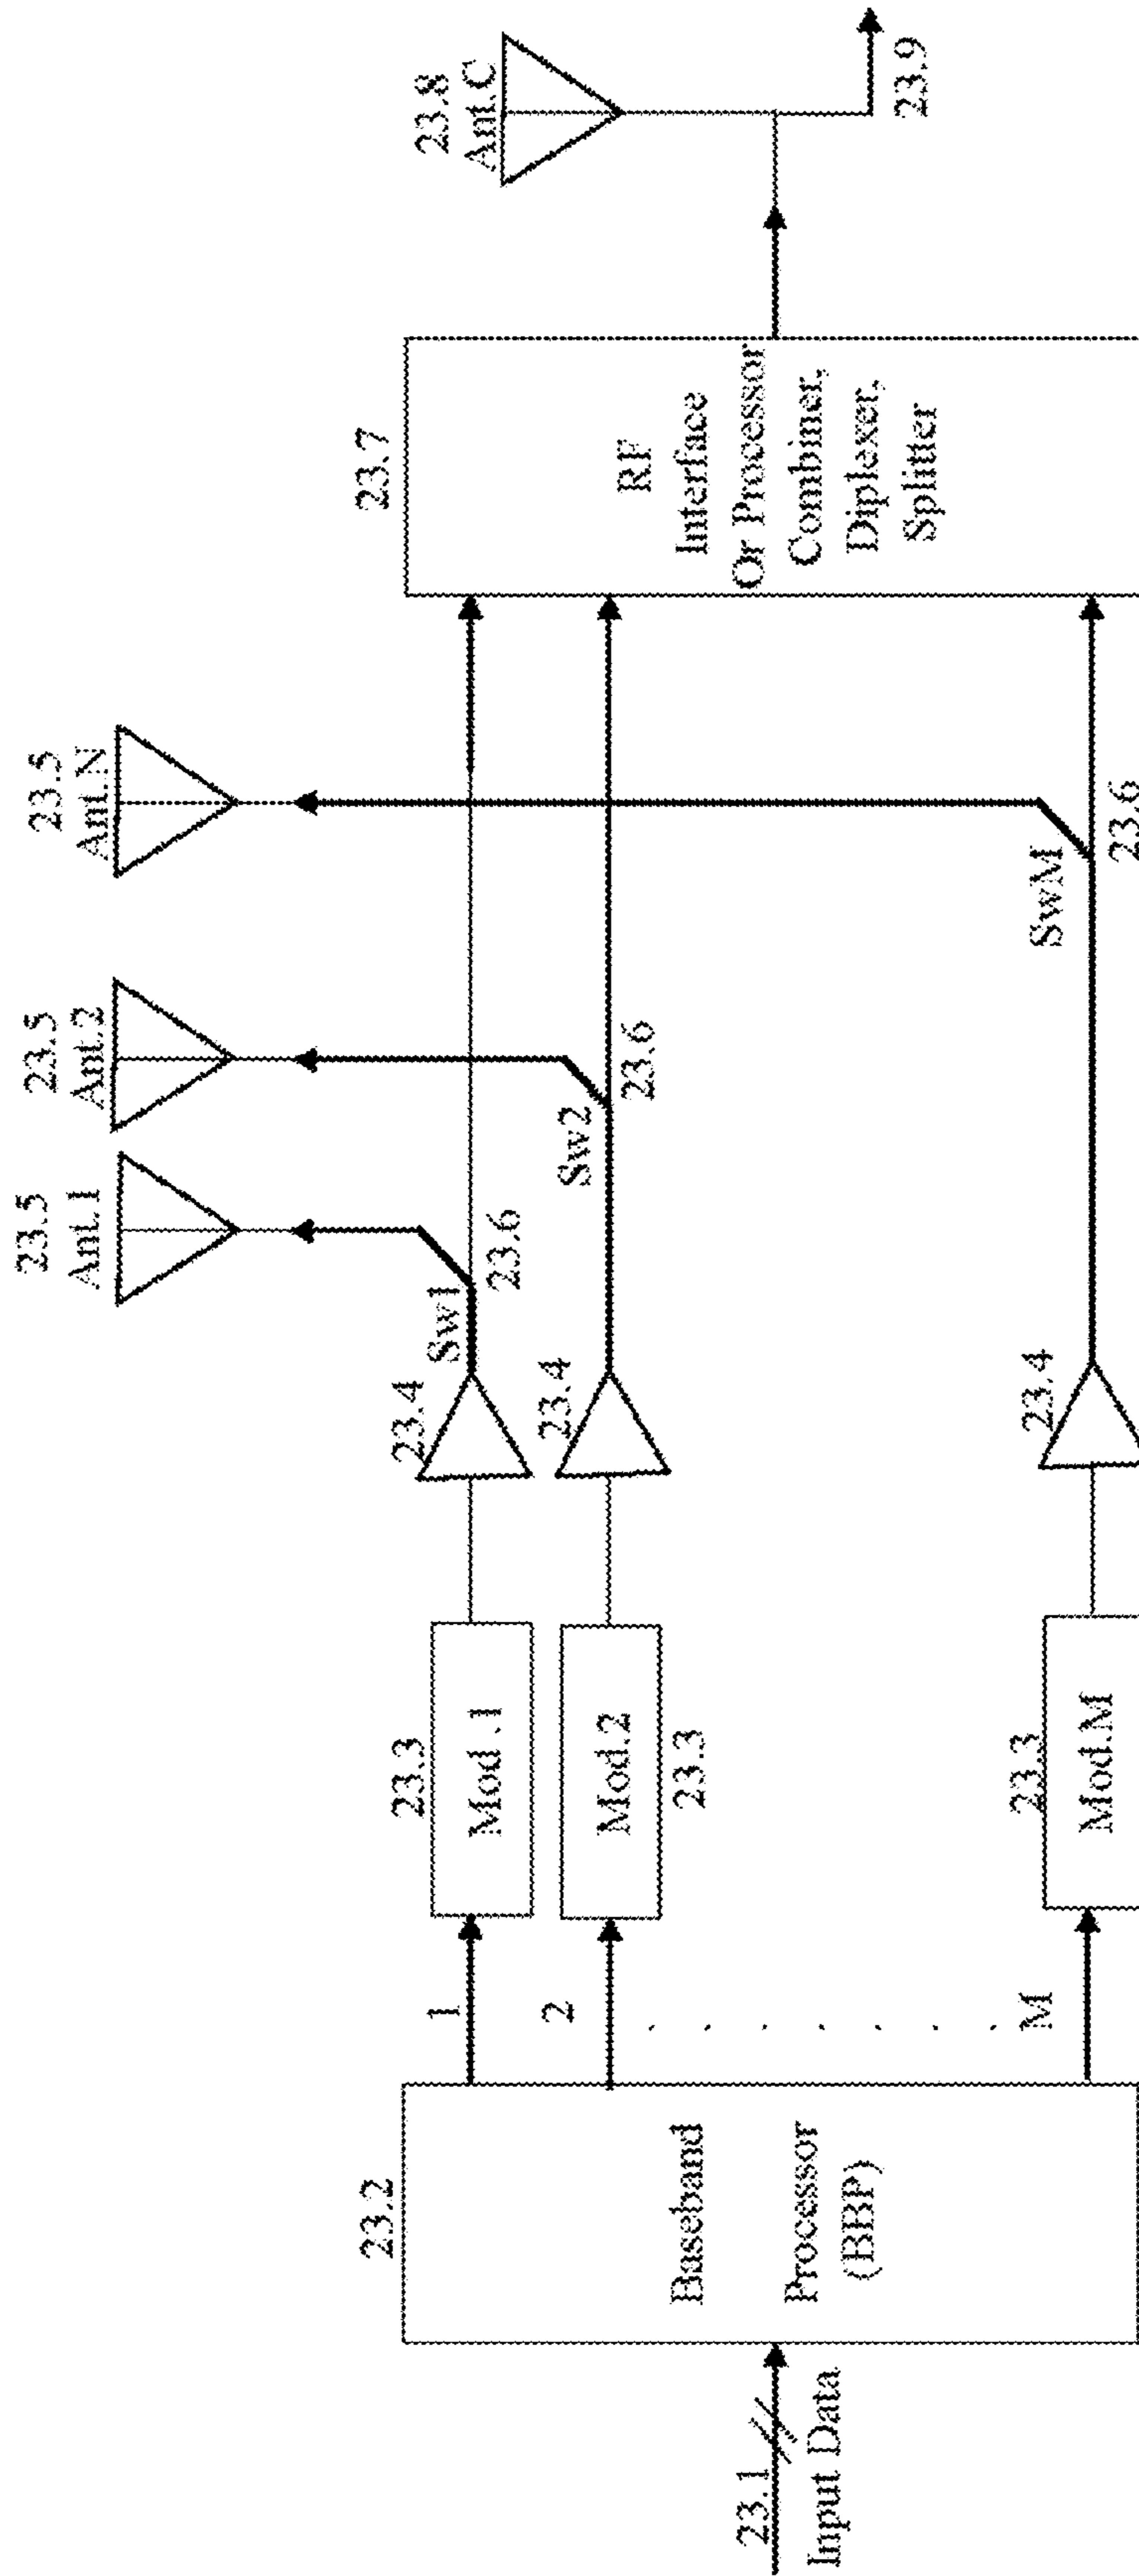 23.1
Input Data
23.2
Baseband
Processor
(BBP)
1
2
M
23.3
Mod .1
Mod.2
23.3
23.3
Mod.M
23.4
23.4
23.4
Sw1
23.6
Sw2
23.6
SwM
23.6
23.5
Ant.1
23.5
Ant.2
23.5
Ant.N
23.7
RF
Interface
Or Processor
Combiner,
Diplexer,
Splitter
23.8
Ant.C
23.9